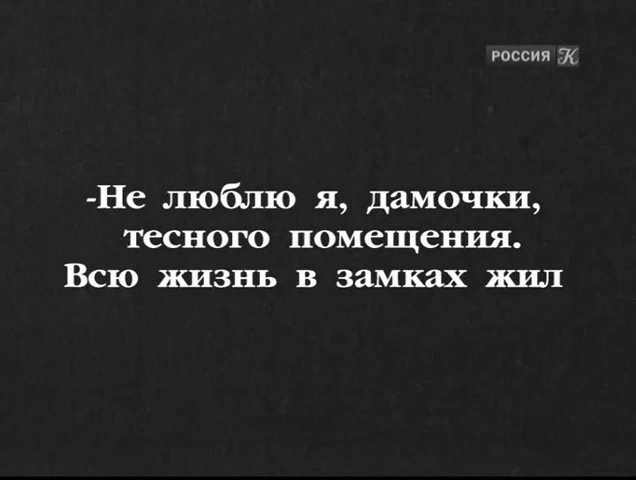 РОССИЯ К
-Не люблю я, дамочки,
тесного помещения.
Всю жизнь в замках жил